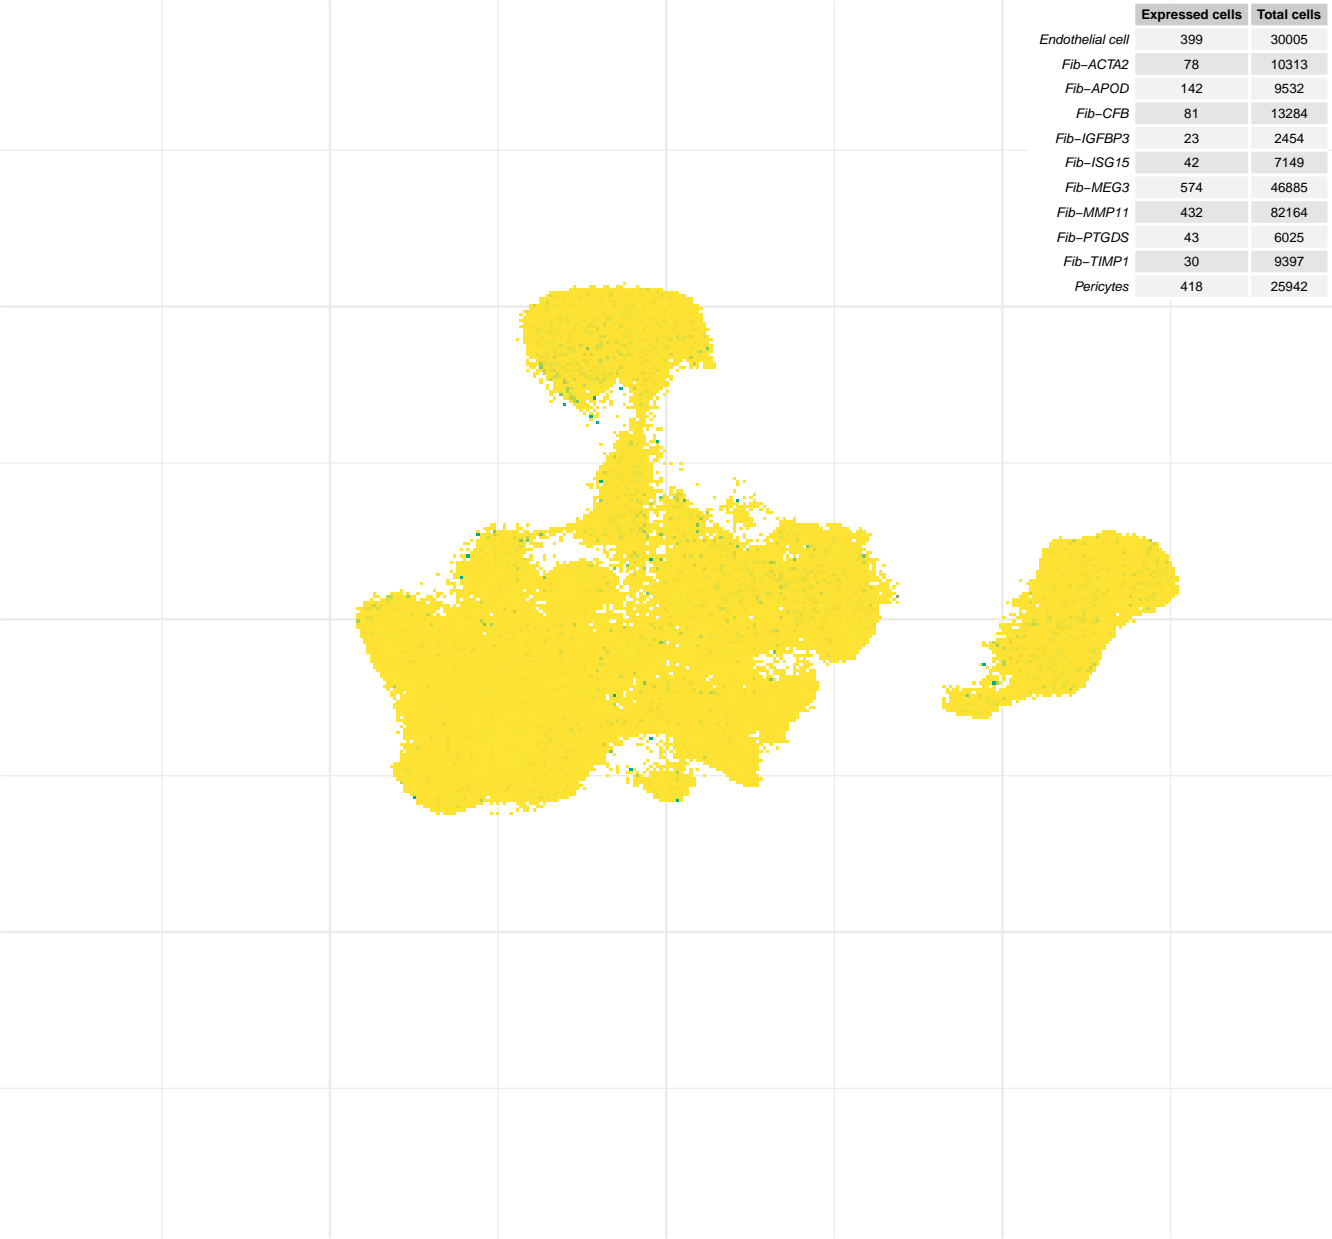 Expressed cells Total cells
Endothelial cell 399 30005
Fib−ACTA2 78 10313
Fib−APOD 142 9532
Fib−CFB 81 13284
Fib−IGFBP3 23 2454
Fib−ISG15 42 7149
Fib−MEG3 574 46885
Fib−MMP11 432 82164
Fib−PTGDS 43 6025
Fib−TIMP1 30 9397
Pericytes 418 25942